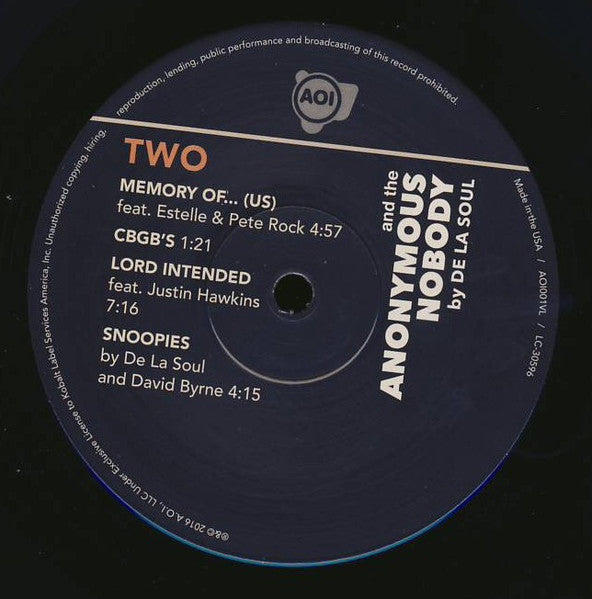 AOI
TWO
MEMORY OF... (US)
feat. Estelle & Pete Rock 4:57
CBGB'S 1:21
LORD INTENDED
feat. Justin Hawkins
7:16
SNOOPIES
by De La Soul
and David Byrne 4:15
and the
ANONYMOUS
NOBODY
by DE LA SOUL
Made in the USA / AOI001VL / LC-30596
℗&© 2016 A.O.I., LLC Under Exclusive License to Kobalt Label Services America, Inc. Unauthorized copying, hiring, reproduction, lending, public performance and broadcasting of this record prohibited.